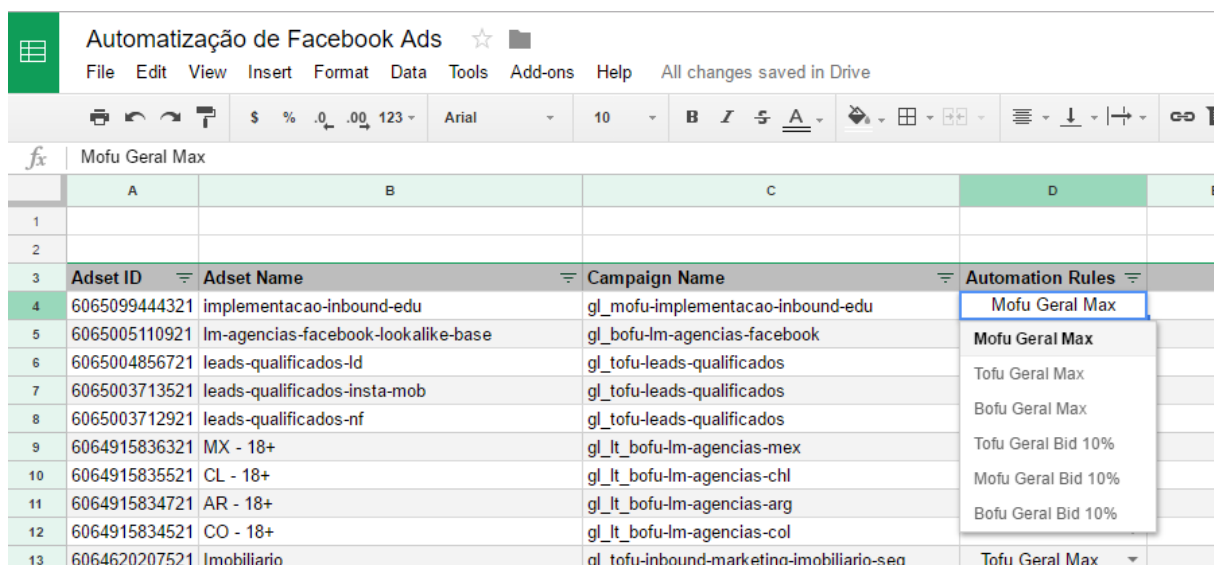 Automatização de Facebook Ads
File Edit View Insert Format Data Tools Add-ons Help All changes saved in Drive
$ % .0 .00 123 Arial 10 B I S A
fx Mofu Geral Max
A B C D
1
2
3 Adset ID Adset Name Campaign Name Automation Rules
4 6065099444321 implementacao-inbound-edu gl_mofu-implementacao-inbound-edu Mofu Geral Max
5 6065005110921 lm-agencias-facebook-lookalike-base gl_bofu-lm-agencias-facebook
Mofu Geral Max
6 6065004856721 leads-qualificados-ld gl_tofu-leads-qualificados
Tofu Geral Max
7 6065003713521 leads-qualificados-insta-mob gl_tofu-leads-qualificados
Bofu Geral Max
8 6065003712921 leads-qualificados-nf gl_tofu-leads-qualificados
Tofu Geral Bid 10%
9 6064915836321 MX - 18+ gl_lt_bofu-lm-agencias-mex
10 6064915835521 CL - 18+ gl_lt_bofu-lm-agencias-chl
Mofu Geral Bid 10%
11 6064915834721 AR - 18+ gl_lt_bofu-lm-agencias-arg
Bofu Geral Bid 10%
12 6064915834521 CO - 18+ gl_lt_bofu-lm-agencias-col
13 6064620207521 Imobiliario gl_tofu-inbound-marketing-imobiliario-seg Tofu Geral Max